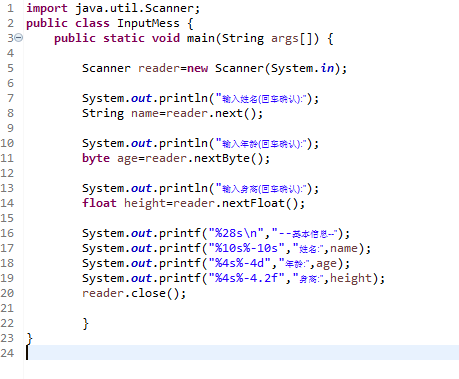 1 import java.util.Scanner;
2 public class InputMess {
3 public static void main(String args[]) {
4
5 Scanner reader=new Scanner(System.in);
6
7 System.out.println("输入姓名(回车确认):");
8 String name=reader.next();
9
10 System.out.println("输入年龄(回车确认):");
11 byte age=reader.nextByte();
12
13 System.out.println("输入身高(回车确认):");
14 float height=reader.nextFloat();
15
16 System.out.printf("%28s\n","--基本信息--");
17 System.out.printf("%10s%-10s","姓名:",name);
18 System.out.printf("%4s%-4d","年龄:",age);
19 System.out.printf("%4s%-4.2f","身高:",height);
20 reader.close();
21
22 }
23 }
24